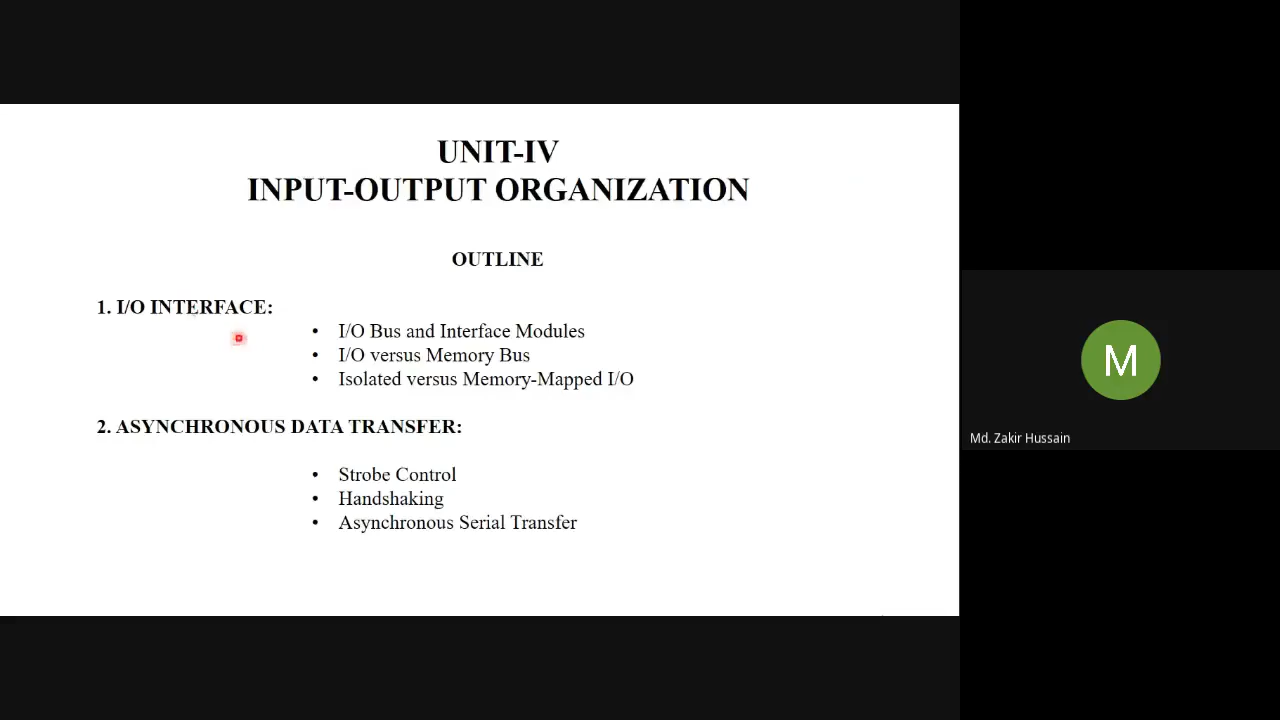 UNIT-IV
INPUT-OUTPUT ORGANIZATION
OUTLINE
1. I/O INTERFACE:
• I/O Bus and Interface Modules
• I/O versus Memory Bus
• Isolated versus Memory-Mapped I/O
2. ASYNCHRONOUS DATA TRANSFER:
• Strobe Control
• Handshaking
• Asynchronous Serial Transfer
M
Md. Zakir Hussain